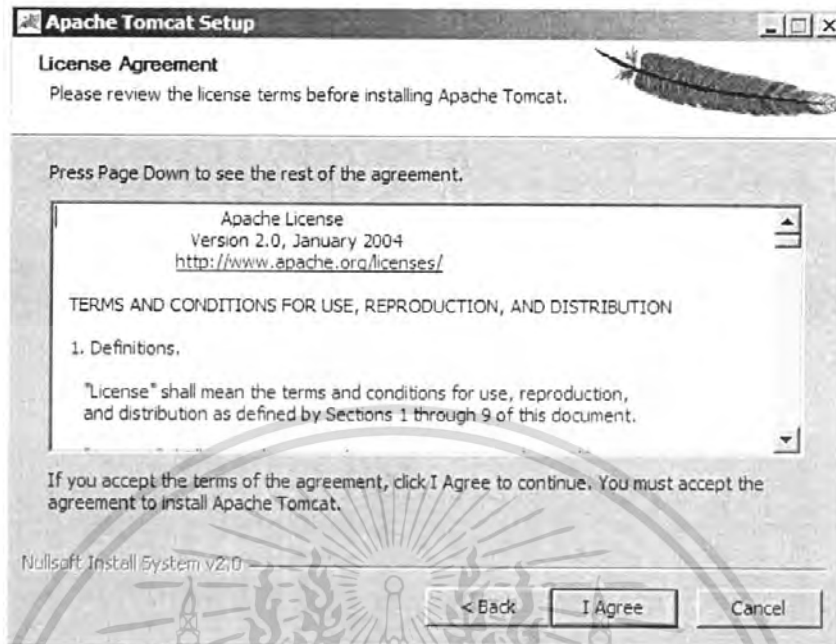 Apache Tomcat Setup
License Agreement
Please review the license terms before installing Apache Tomcat.
Press Page Down to see the rest of the agreement.
Apache License
Version 2.0, January 2004
http://www.apache.org/licenses/
TERMS AND CONDITIONS FOR USE, REPRODUCTION, AND DISTRIBUTION
1. Definitions.
"License" shall mean the terms and conditions for use, reproduction,
and distribution as defined by Sections 1 through 9 of this document.
If you accept the terms of the agreement, click I Agree to continue. You must accept the
agreement to install Apache Tomcat.
Nullsoft Install System v2.0
< Back
I Agree
Cancel